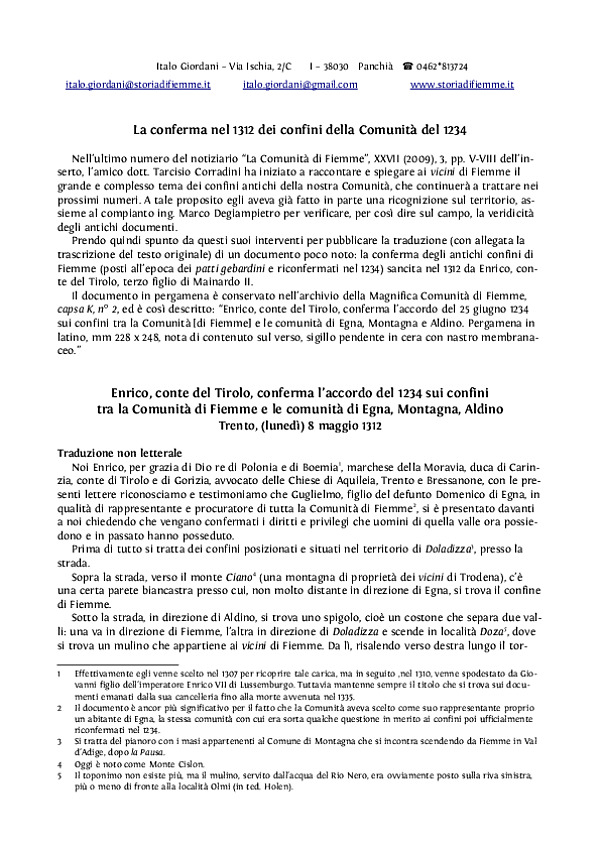 Italo Giordani – Via Ischia, 2/C I – 38030 Panchià ☎ 0462*813724
italo.giordani@storiadifiemme.it italo.giordani@gmail.com www.storiadifiemme.it
La conferma nel 1312 dei confini della Comunità del 1234
Nell'ultimo numero del notiziario “La Comunità di Fiemme”, XXVII (2009), 3, pp. V-VIII dell'in-
serto, l'amico dott. Tarcisio Corradini ha iniziato a raccontare e spiegare ai vicini di Fiemme il
grande e complesso tema dei confini antichi della nostra Comunità, che continuerà a trattare nei
prossimi numeri. A tale proposito egli aveva già fatto in parte una ricognizione sul territorio, as-
sieme al compianto ing. Marco Degiampietro per verificare, per così dire sul campo, la veridicità
degli antichi documenti.
Prendo quindi spunto da questi suoi interventi per pubblicare la traduzione (con allegata la
trascrizione del testo originale) di un documento poco noto: la conferma degli antichi confini di
Fiemme (posti all'epoca dei patti gebardini e riconfermati nel 1234) sancita nel 1312 da Enrico, con-
te del Tirolo, terzo figlio di Mainardo II.
Il documento in pergamena è conservato nell'archivio della Magnifica Comunità di Fiemme,
capsa K, n° 2, ed è così descritto: “Enrico, conte del Tirolo, conferma l'accordo del 25 giugno 1234
sui confini tra la Comunità [di Fiemme] e le comunità di Egna, Montagna e Aldino. Pergamena in
latino, mm 228 x 248, nota di contenuto sul verso, sigillo pendente in cera con nastro membrana-
ceo.”
Enrico, conte del Tirolo, conferma l'accordo del 1234 sui confini
tra la Comunità di Fiemme e le comunità di Egna, Montagna, Aldino
Trento, (lunedì) 8 maggio 1312
Traduzione non letterale
Noi Enrico, per grazia di Dio re di Polonia e di Boemia1, marchese della Moravia, duca di Carin-
zia, conte di Tirolo e di Gorizia, avvocato delle Chiese di Aquileia, Trento e Bressanone, con le pre-
senti lettere riconosciamo e testimoniamo che Guglielmo, figlio del defunto Domenico di Egna, in
qualità di rappresentante e procuratore di tutta la Comunità di Fiemme2, si è presentato davanti
a noi chiedendo che vengano confermati i diritti e privilegi che uomini di quella valle ora possie-
dono e in passato hanno posseduto.
Prima di tutto si tratta dei confini posizionati e situati nel territorio di Doladizza3, presso la
strada.
Sopra la strada, verso il monte Ciano4 (una montagna di proprietà dei vicini di Trodena), c'è
una certa parete biancastra presso cui, non molto distante in direzione di Egna, si trova il confine
di Fiemme.
Sotto la strada, in direzione di Aldino, si trova uno spigolo, cioè un costone che separa due val-
li: una va in direzione di Fiemme, l'altra in direzione di Doladizza e scende in località Doza5, dove
si trova un mulino che appartiene ai vicini di Fiemme. Da lì, risalendo verso destra lungo il tor-
1 Effettivamente egli venne scelto nel 1307 per ricoprire tale carica, ma in seguito ,nel 1310, venne spodestato da Gio-
vanni figlio dell'imperatore Enrico VII di Lussemburgo. Tuttavia mantenne sempre il titolo che si trova sui docu-
menti emanati dalla sua cancelleria fino alla morte avvenuta nel 1335.
2 Il documento è ancor più significativo per il fatto che la Comunità aveva scelto come suo rappresentante proprio
un abitante di Egna, la stessa comunità con cui era sorta qualche questione in merito ai confini poi ufficialmente
riconfermati nel 1234.
3 Si tratta del pianoro con i masi appartenenti al Comune di Montagna che si incontra scendendo da Fiemme in Val
d'Adige, dopo la Pausa.
4 Oggi è noto come Monte Cislon.
5 Il toponimo non esiste più, ma il mulino, servito dall'acqua del Rio Nero, era ovviamente posto sulla riva sinistra,
più o meno di fronte alla località Olmi (in ted. Holen).